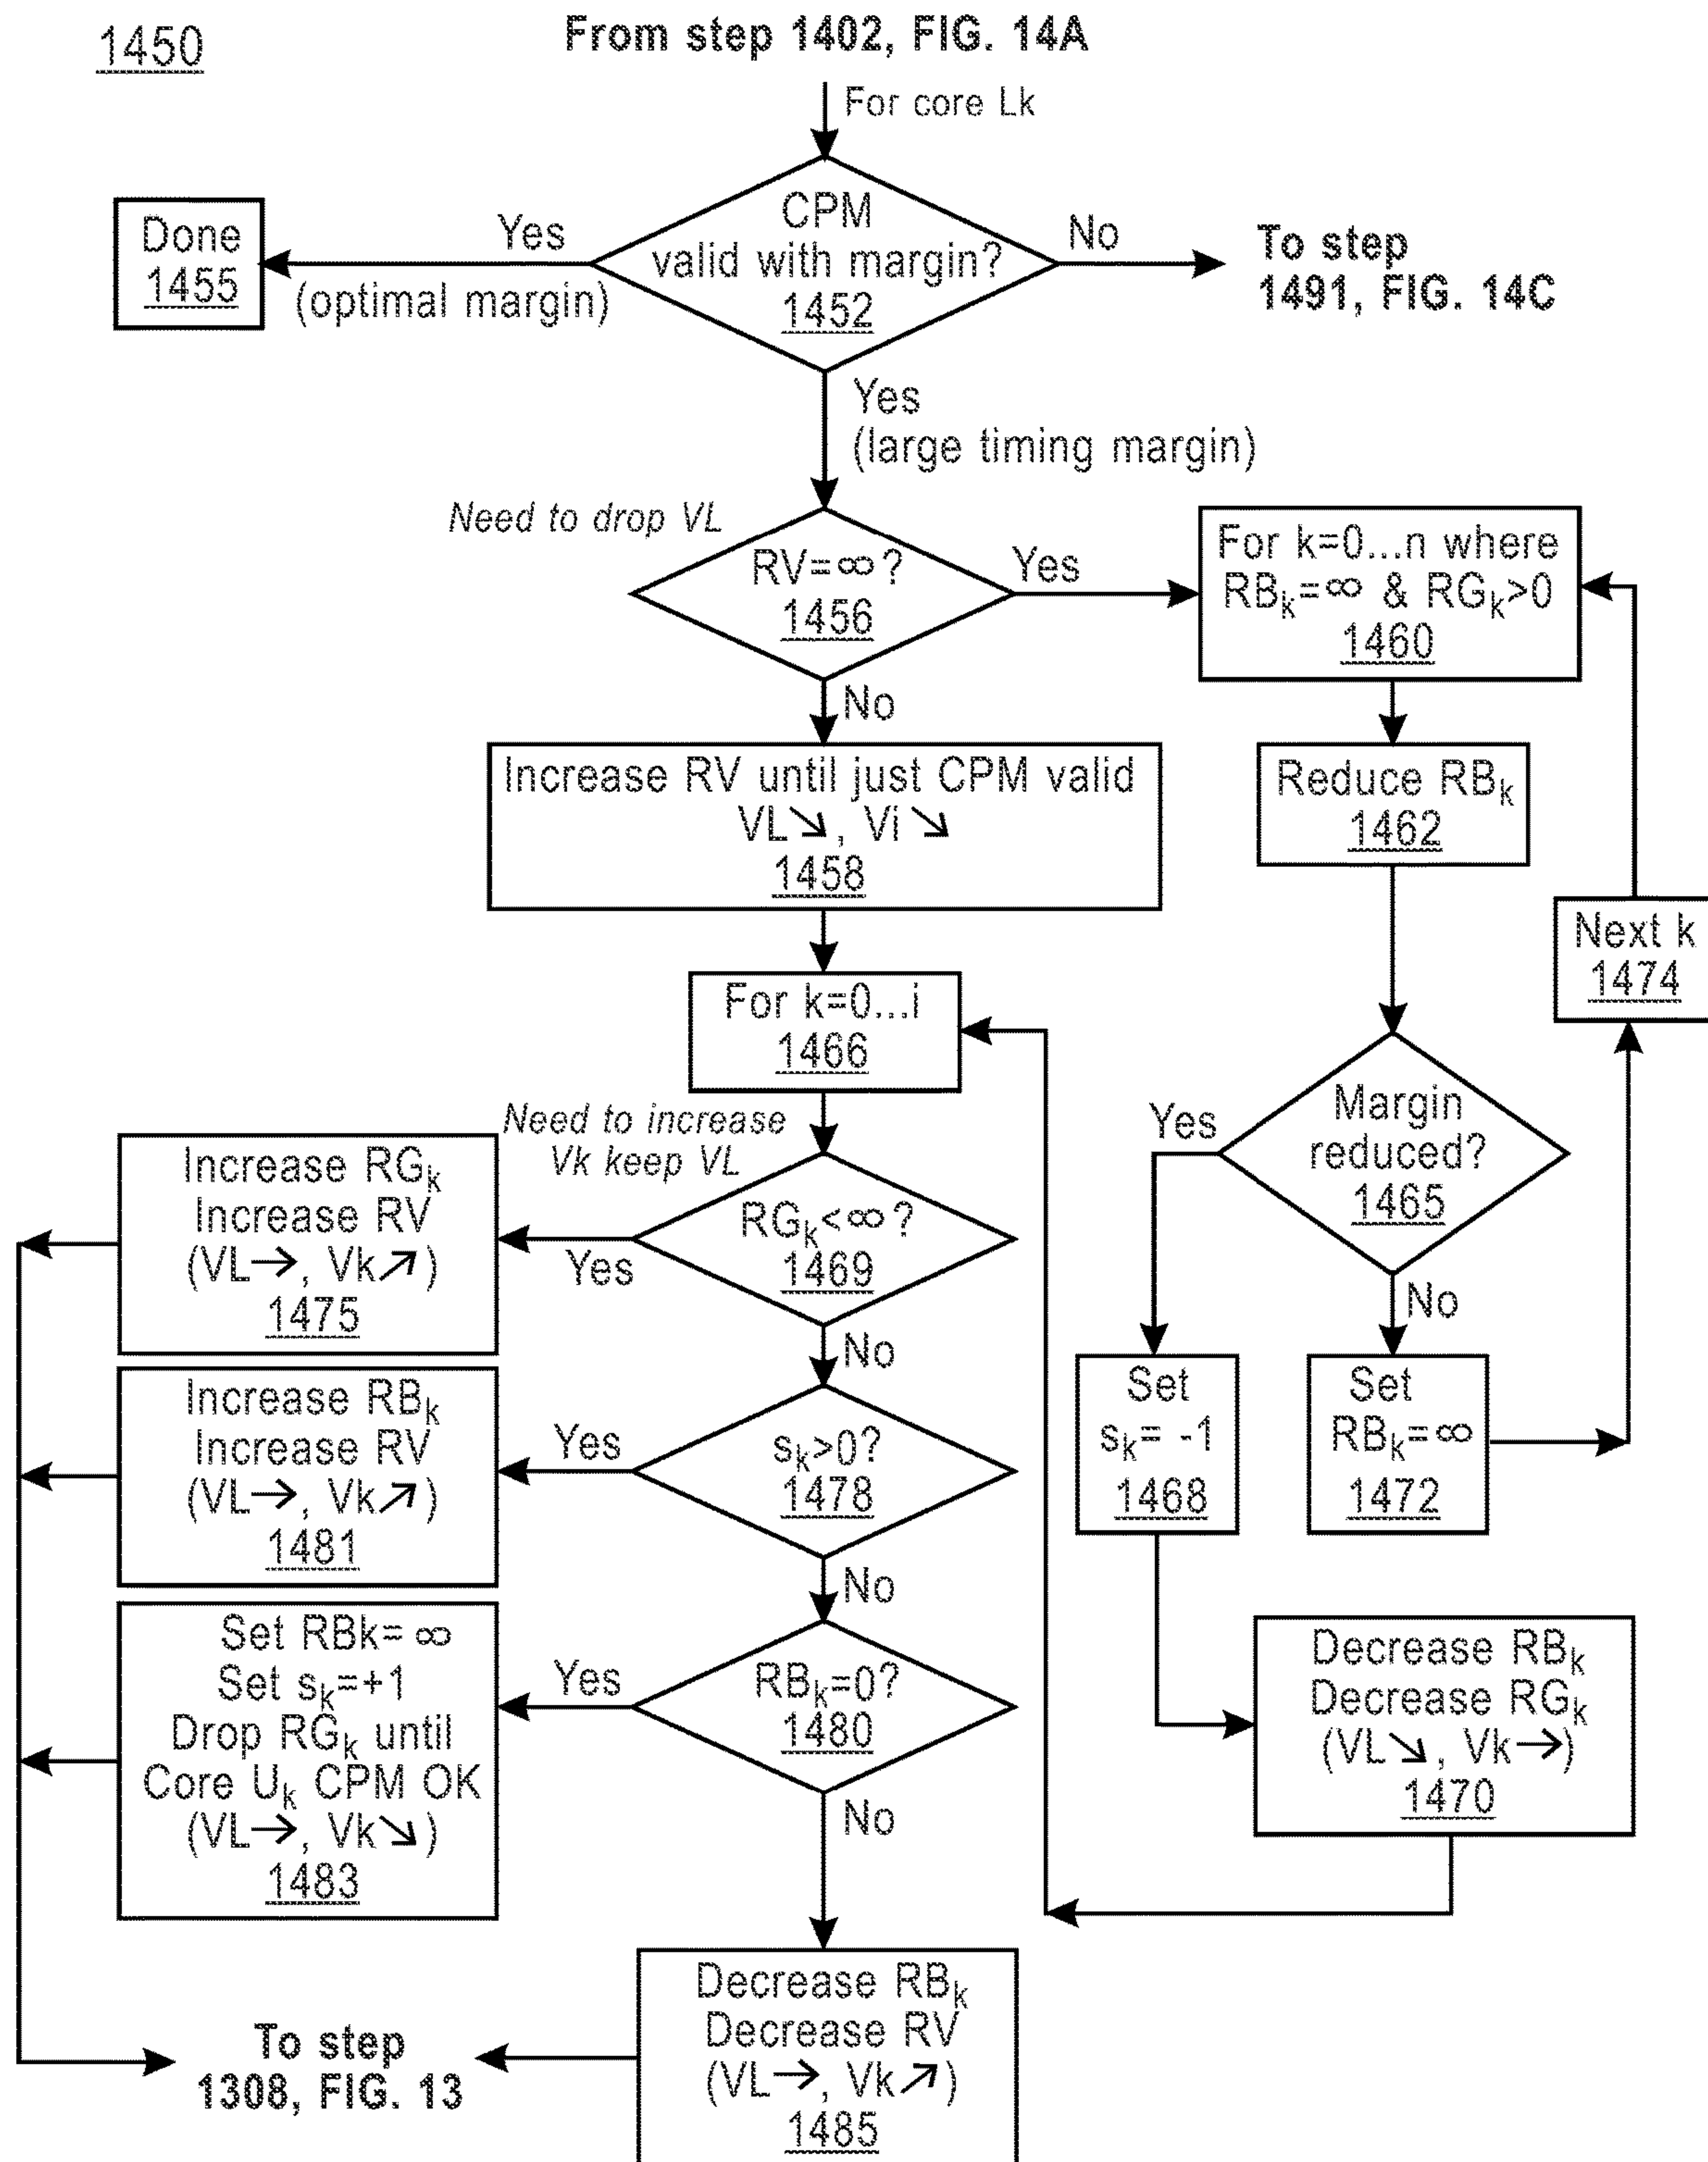 1450
From step 1402, FIG. 14A
For core Lk
CPM
valid with margin?
1452
Yes
(optimal margin)
Done
1455
No
To step
1491, FIG. 14C
Yes
(large timing margin)
Need to drop VL
RV=∞?
1456
Yes
For k=0...n where
RBk=∞ & RGk>0
1460
No
Increase RV until just CPM valid
VL↘, Vi↘
1458
Reduce RBk
1462
Next k
1474
For k=0...i
1466
Need to increase
Vk keep VL
Margin
reduced?
1465
Yes
No
Increase RGk
Increase RV
(VL→, Vk↗)
1475
RGk<∞?
1469
Yes
No
Set
sk= -1
1468
Set
RBk=∞
1472
Increase RBk
Increase RV
(VL→, Vk↗)
1481
Yes
sk>0?
1478
No
Set RBk=∞
Set sk=+1
Drop RGk until
Core Uk CPM OK
(VL→, Vk↘)
1483
Yes
RBk=0?
1480
No
Decrease RBk
Decrease RGk
(VL↘, Vk→)
1470
Decrease RBk
Decrease RV
(VL→, Vk↗)
1485
To step
1308, FIG. 13